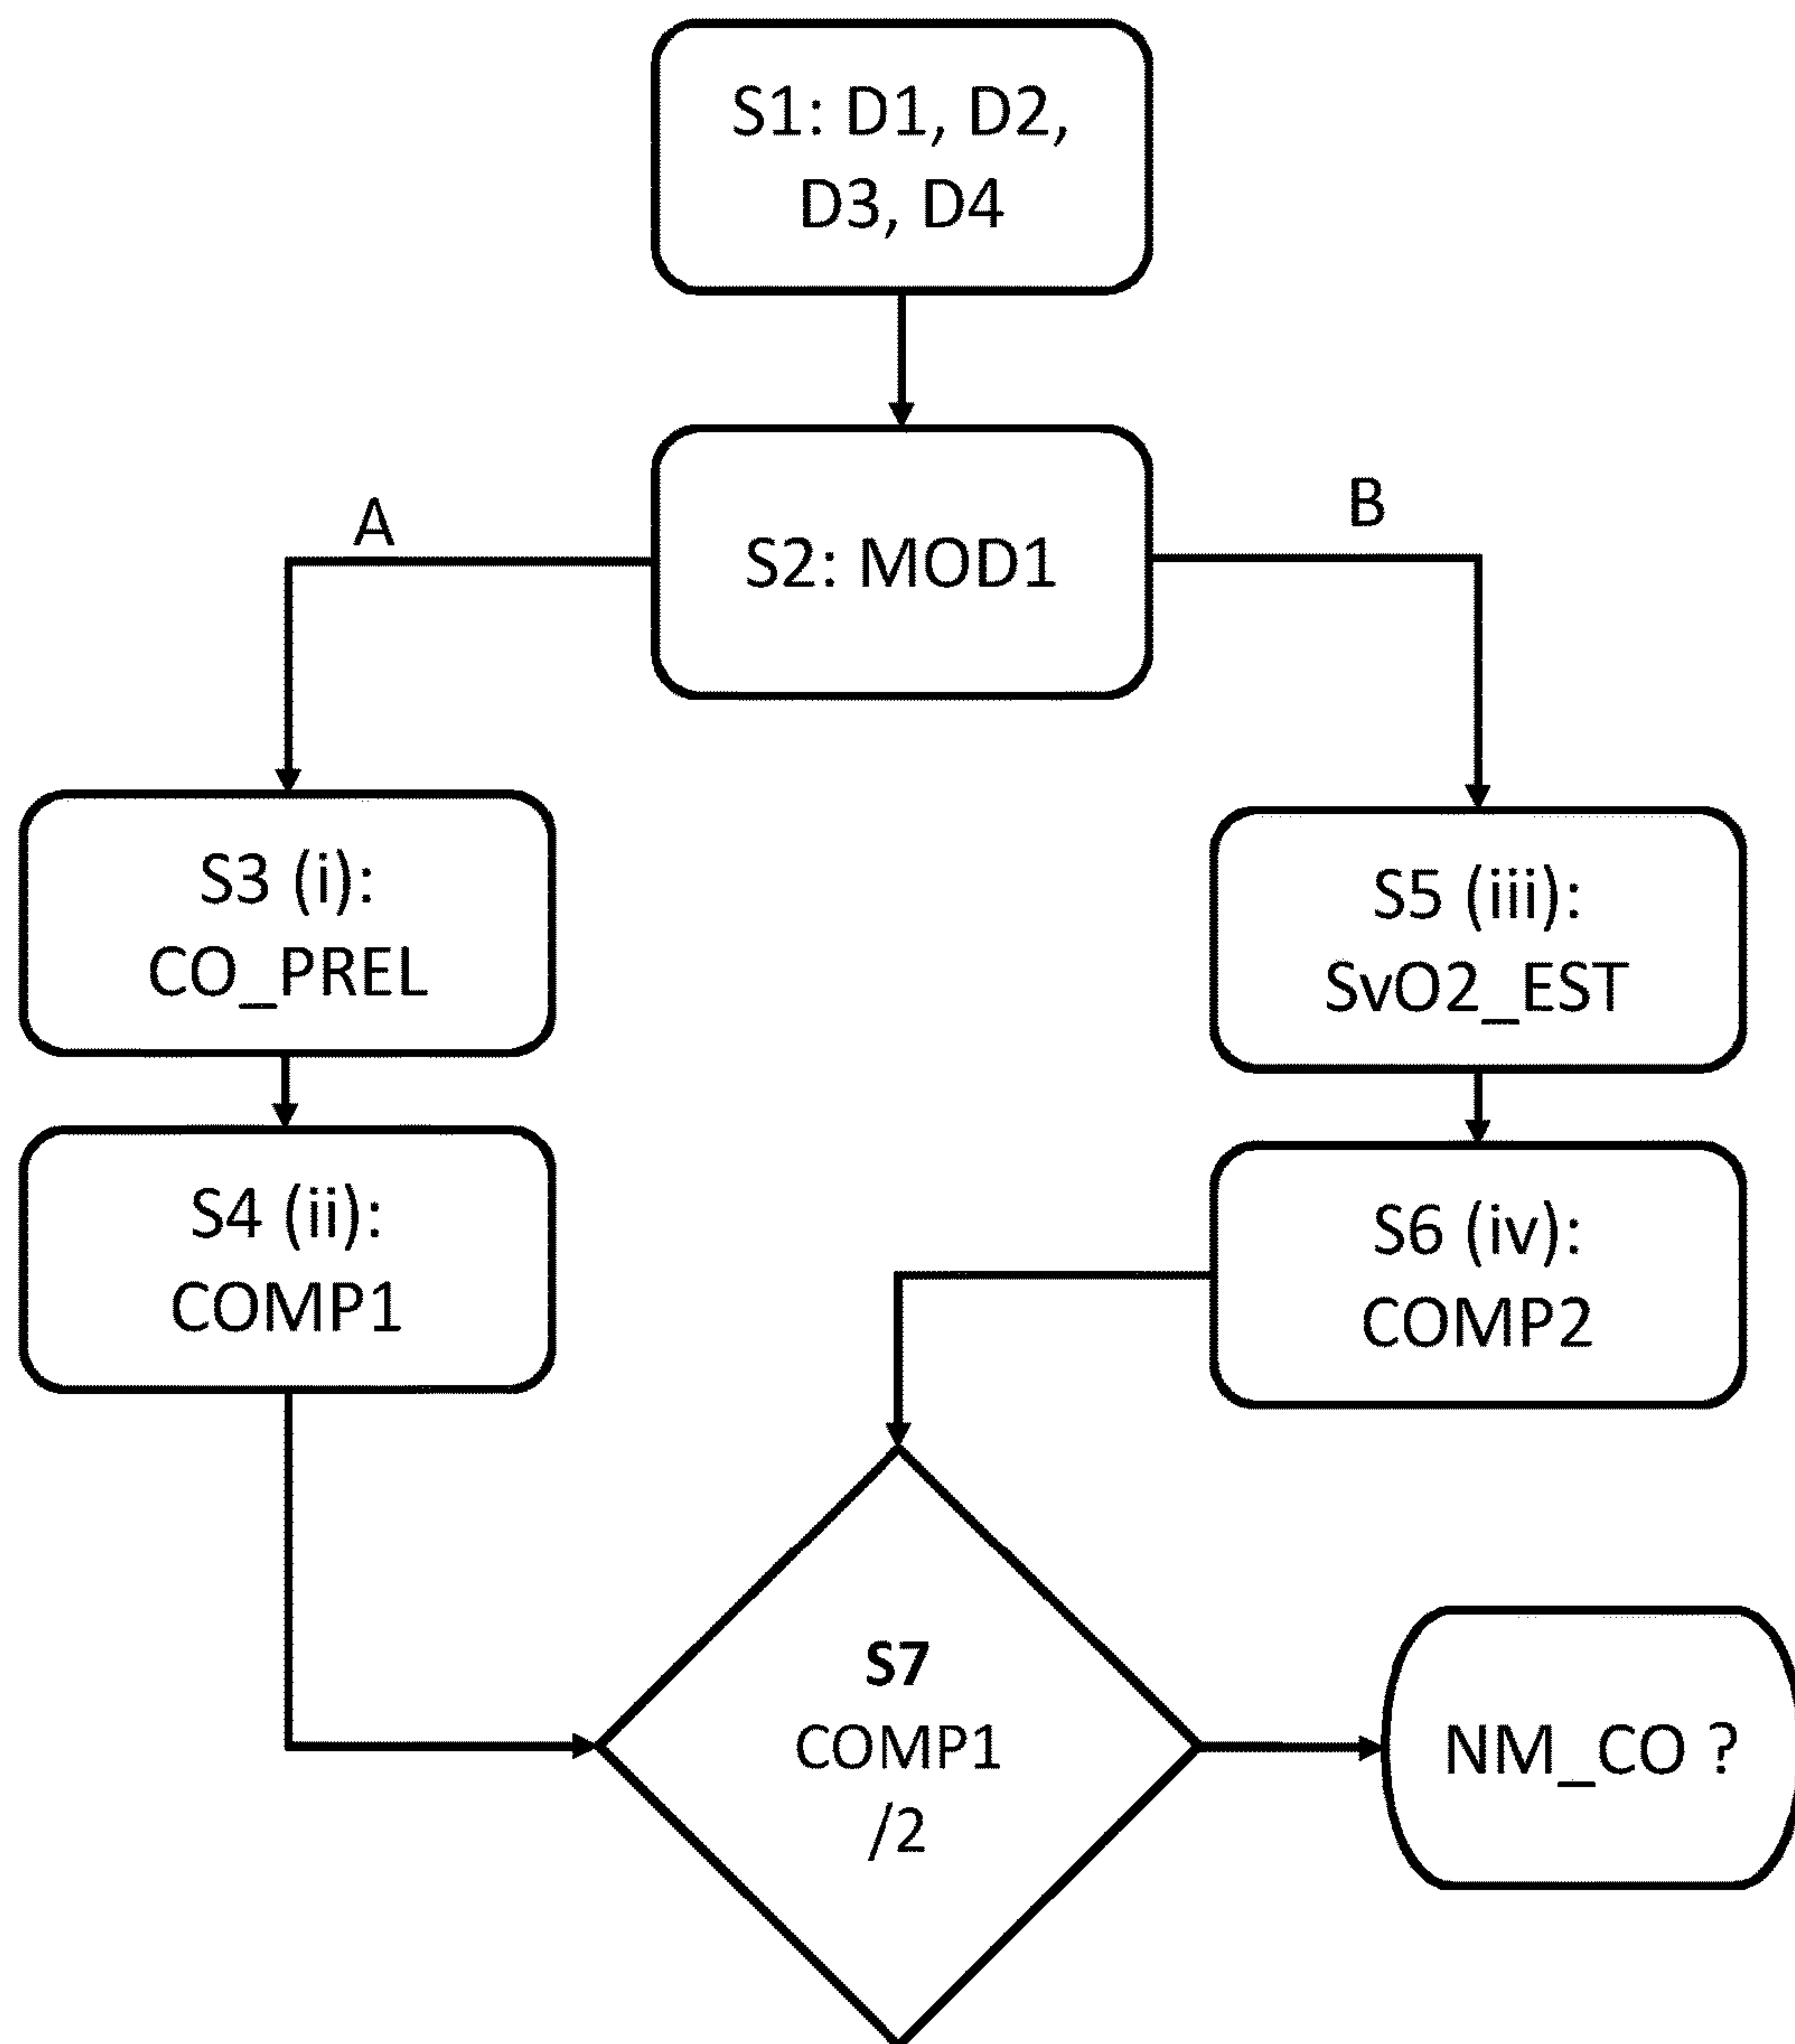 S1: D1, D2,
D3, D4
A
B
S2: MOD1
S3 (i):
CO_PREL
S5 (iii):
SvO2_EST
S4 (ii):
COMP1
S6 (iv):
COMP2
S7
COMP1
/2
NM_CO ?